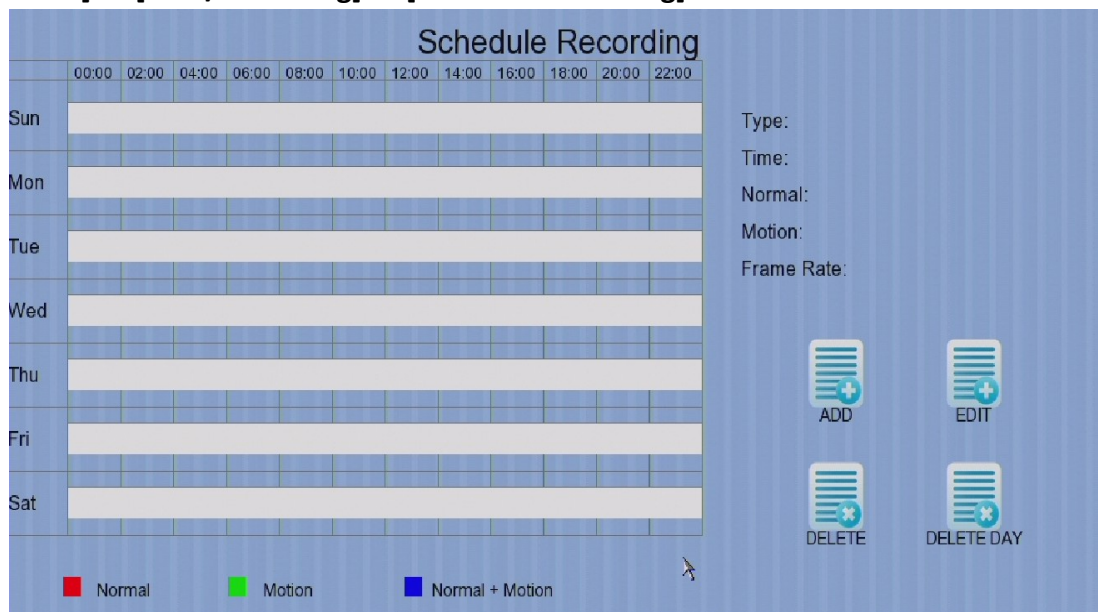 Schedule Recording
00:00 02:00 04:00 06:00 08:00 10:00 12:00 14:00 16:00 18:00 20:00 22:00
Sun
Mon
Tue
Wed
Thu
Fri
Sat
Type:
Time:
Normal:
Motion:
Frame Rate:
ADD EDIT
DELETE DELETE DAY
Normal Motion Normal + Motion